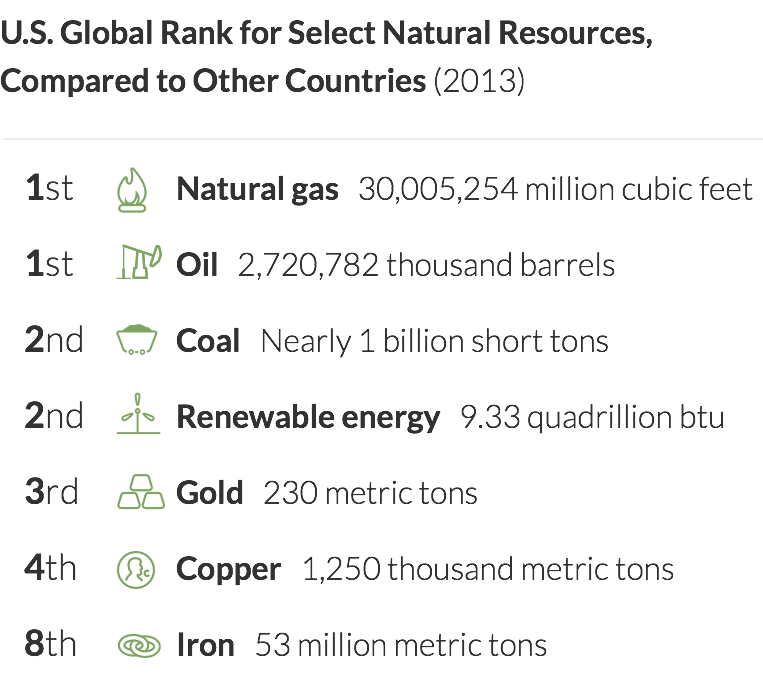 U.S. Global Rank for Select Natural Resources,
Compared to Other Countries (2013)
1st Natural gas 30,005,254 million cubic feet
1st Oil 2,720,782 thousand barrels
2nd Coal Nearly 1 billion short tons
2nd Renewable energy 9.33 quadrillion btu
3rd Gold 230 metric tons
4th Copper 1,250 thousand metric tons
8th Iron 53 million metric tons